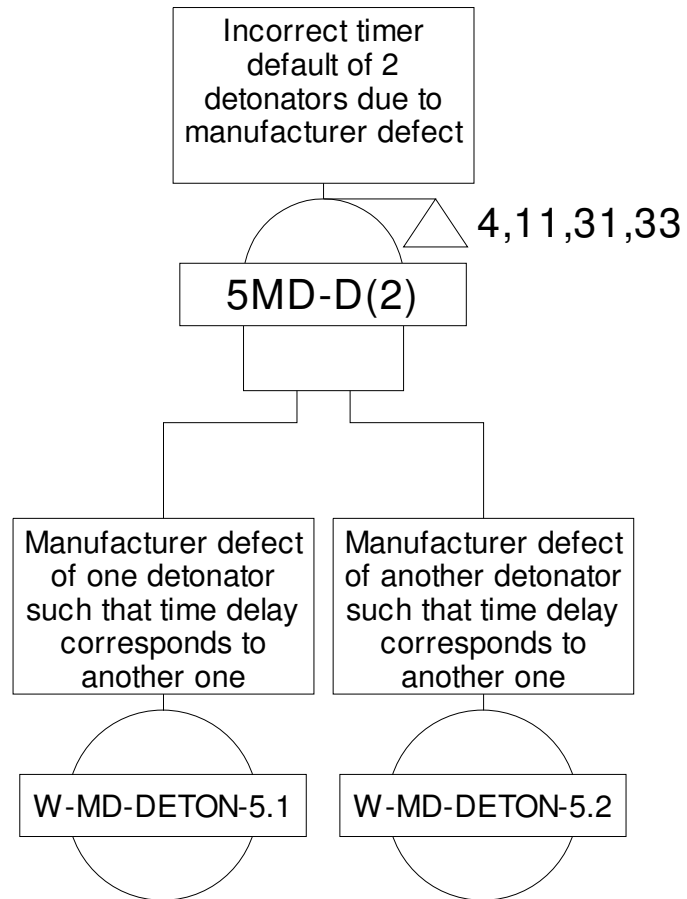 Incorrect timer
default of 2
detonators due to
manufacturer defect
4,11,31,33
5MD-D(2)
Manufacturer defect
of one detonator
such that time delay
corresponds to
another one
Manufacturer defect
of another detonator
such that time delay
corresponds to
another one
W-MD-DETON-5.1
W-MD-DETON-5.2